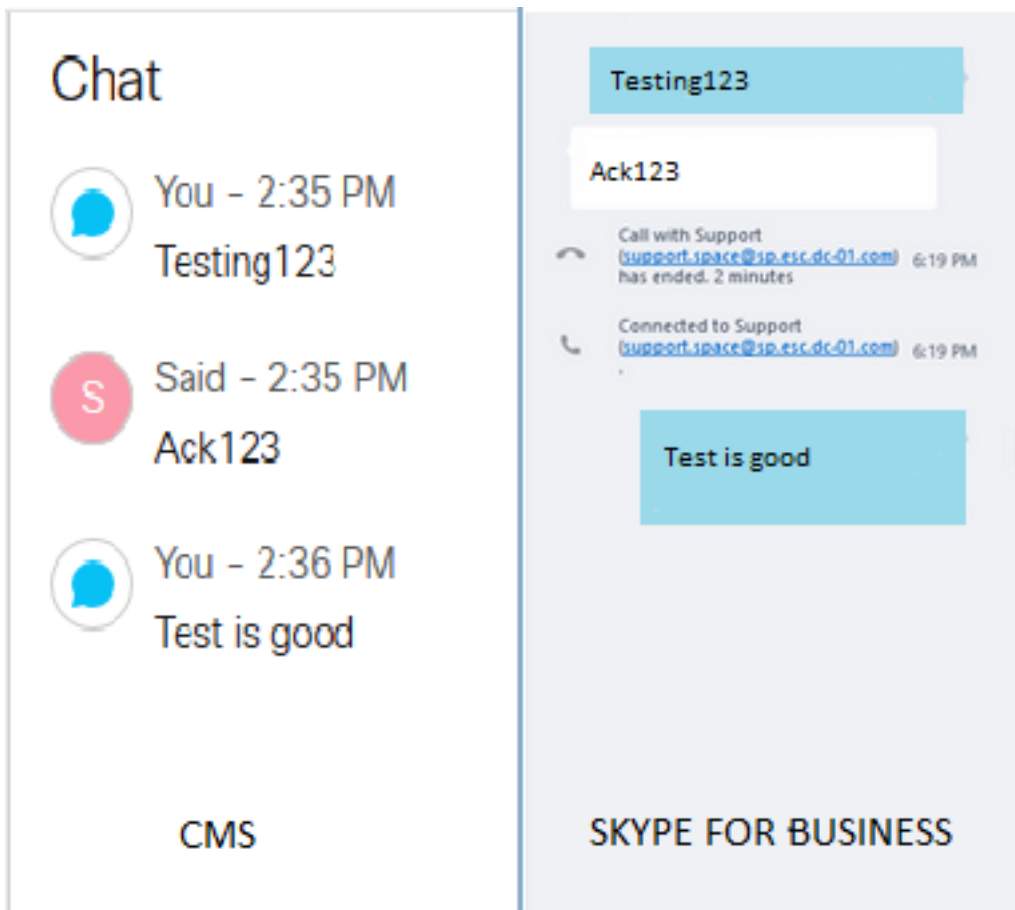 Chat
You – 2:35 PM
Testing123
S
Said – 2:35 PM
Ack123
You – 2:36 PM
Test is good
CMS
Testing123
Ack123
Call with Support
(support.space@sp.esc.dc-01.com) 6:19 PM
has ended. 2 minutes
Connected to Support
(support.space@sp.esc.dc-01.com) 6:19 PM
.
Test is good
SKYPE FOR BUSINESS